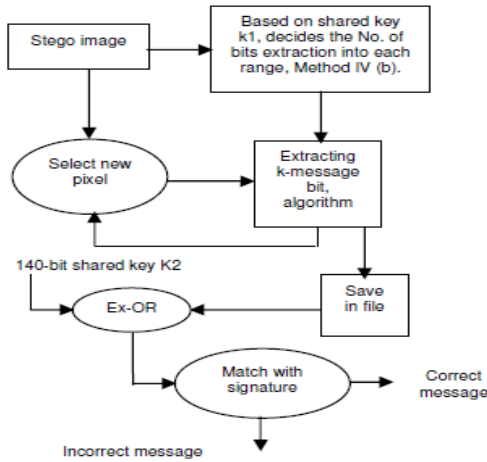 Stego image
Based on shared key
k1, decides the No. of
bits extraction into each
range, Method IV (b).
Select new
pixel
Extracting
k-message
bit,
algorithm
140-bit shared key K2
Ex-OR
Save
in file
Match with
signature
Correct
message
Incorrect message